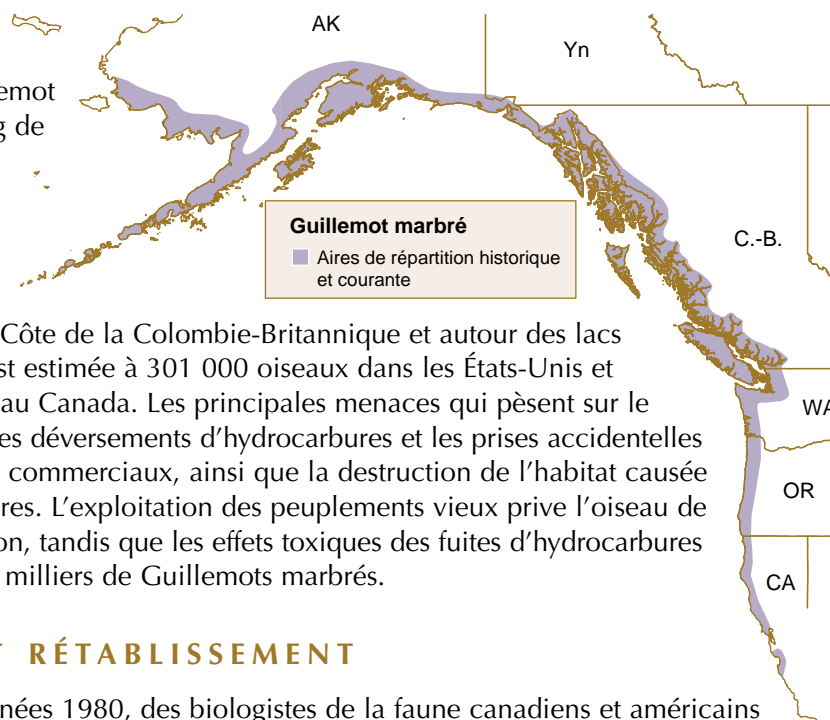 AK
Yn
g de
Guillemot marbré
Aires de répartition historique
et courante
C.-B.
Côte de la Colombie-Britannique et autour des lacs
estimée à 301 000 oiseaux dans les États-Unis et
au Canada. Les principales menaces qui pèsent sur le
es déversements d’hydrocarbures et les prises accidentelles
commerciaux, ainsi que la destruction de l’habitat causée
WA
res. L’exploitation des peuplements vieux prive l’oiseau de
OR
on, tandis que les effets toxiques des fuites d’hydrocarbures
milliers de Guillemots marbrés.
CA
RÉTABLISSEMENT
nées 1980, des biologistes de la faune canadiens et américains